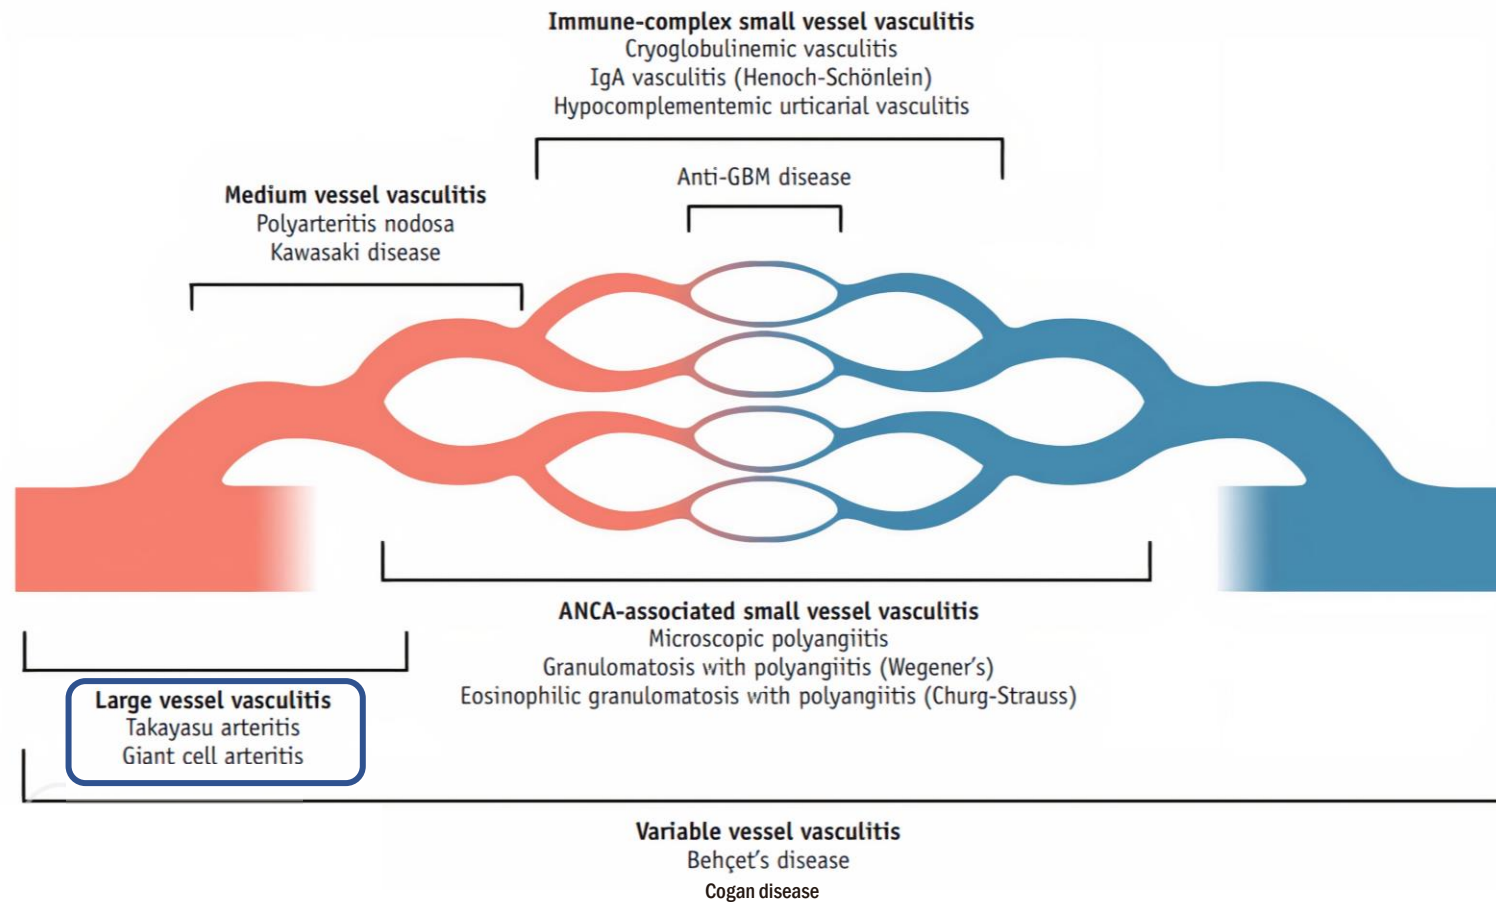 Immune-complex small vessel vasculitis
Cryoglobulinemic vasculitis
IgA vasculitis (Henoch-Schönlein)
Hypocomplementemic urticarial vasculitis
Anti-GBM disease
Medium vessel vasculitis
Polyarteritis nodosa
Kawasaki disease
ANCA-associated small vessel vasculitis
Microscopic polyangiitis
Granulomatosis with polyangiitis (Wegener's)
Eosinophilic granulomatosis with polyangiitis (Churg-Strauss)
Large vessel vasculitis
Takayasu arteritis
Giant cell arteritis
Variable vessel vasculitis
Behçet's disease
Cogan disease